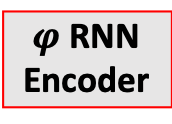 φ RNN
Encoder